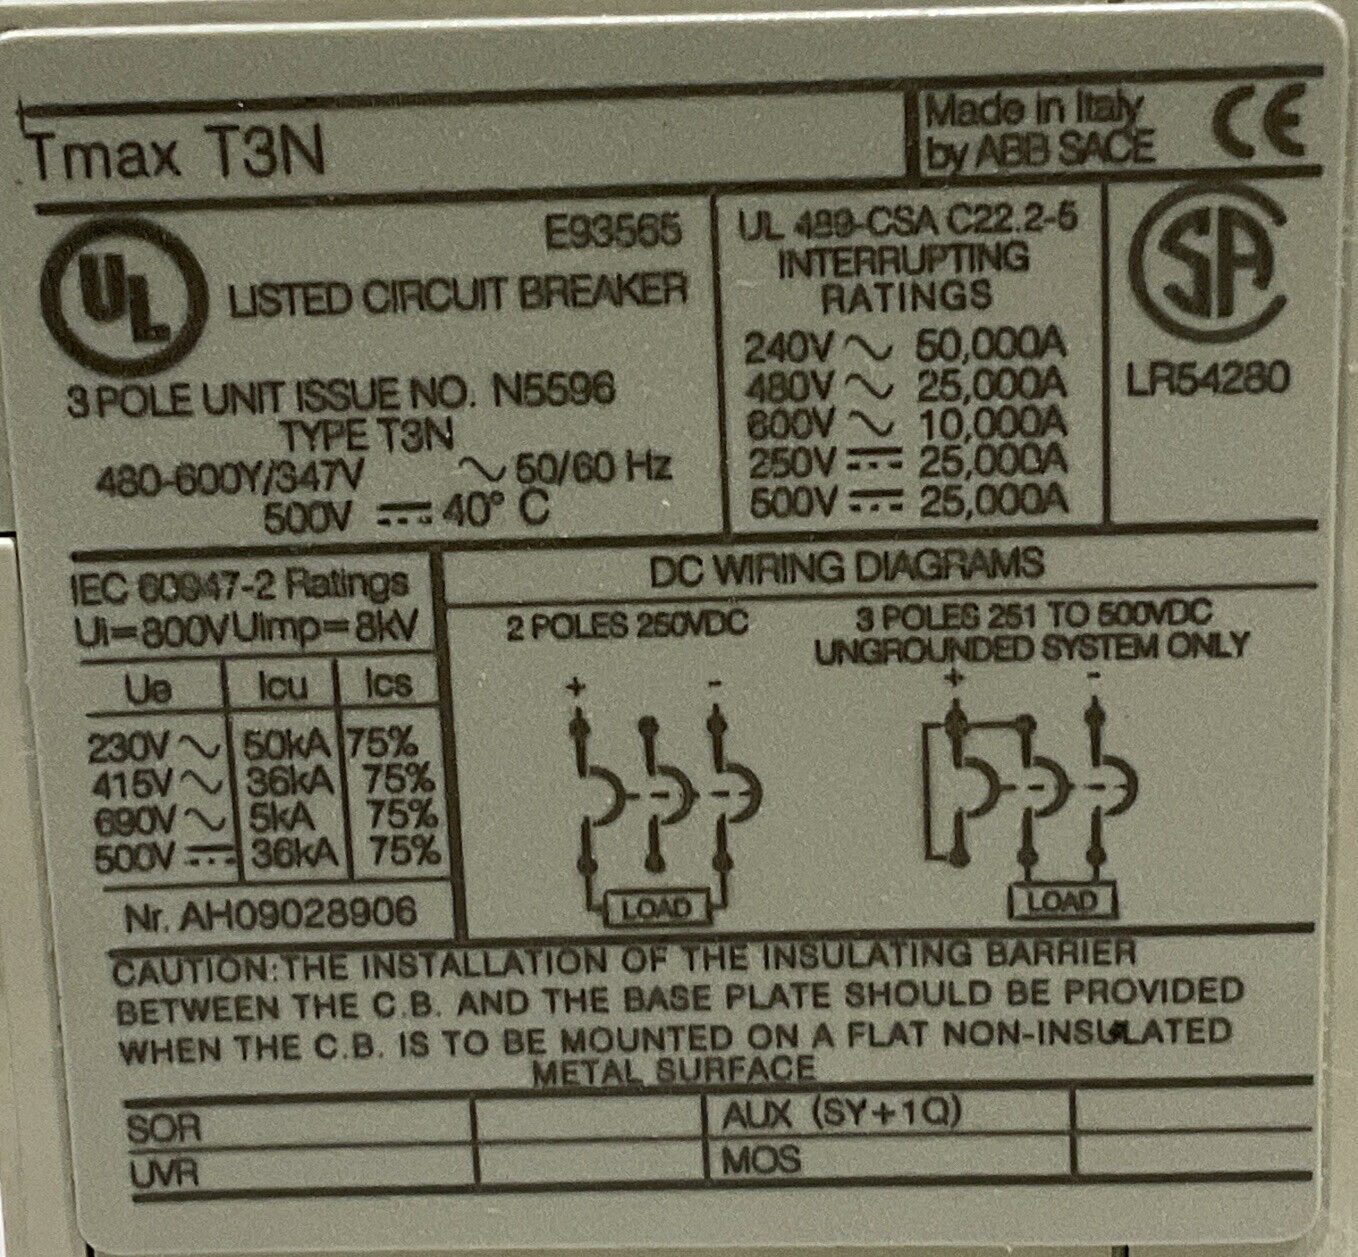 Tmax T3N
Made in Italy
by ABB SACE
CE
UL
E93565
LISTED CIRCUIT BREAKER
3 POLE UNIT ISSUE NO. N5596
TYPE T3N
480-600Y/347V ~ 50/60 Hz
500V ⎓ 40° C
UL 489-CSA C22.2-5
INTERRUPTING
RATINGS
240V ~ 50,000A
480V ~ 25,000A
600V ~ 10,000A
250V ⎓ 25,000A
500V ⎓ 25,000A
SA
LR54280
IEC 60947-2 Ratings
Ui=800V Uimp=8kV
Ue Icu Ics
230V ~ 50kA 75%
415V ~ 36kA 75%
690V ~ 5kA 75%
500V ⎓ 36kA 75%
Nr. AH09028906
DC WIRING DIAGRAMS
2 POLES 250VDC
+ -
LOAD
3 POLES 251 TO 500VDC
UNGROUNDED SYSTEM ONLY
+ -
LOAD
CAUTION:THE INSTALLATION OF THE INSULATING BARRIER
BETWEEN THE C.B. AND THE BASE PLATE SHOULD BE PROVIDED
WHEN THE C.B. IS TO BE MOUNTED ON A FLAT NON-INSULATED
METAL SURFACE
SOR AUX (SY+1Q)
UVR MOS